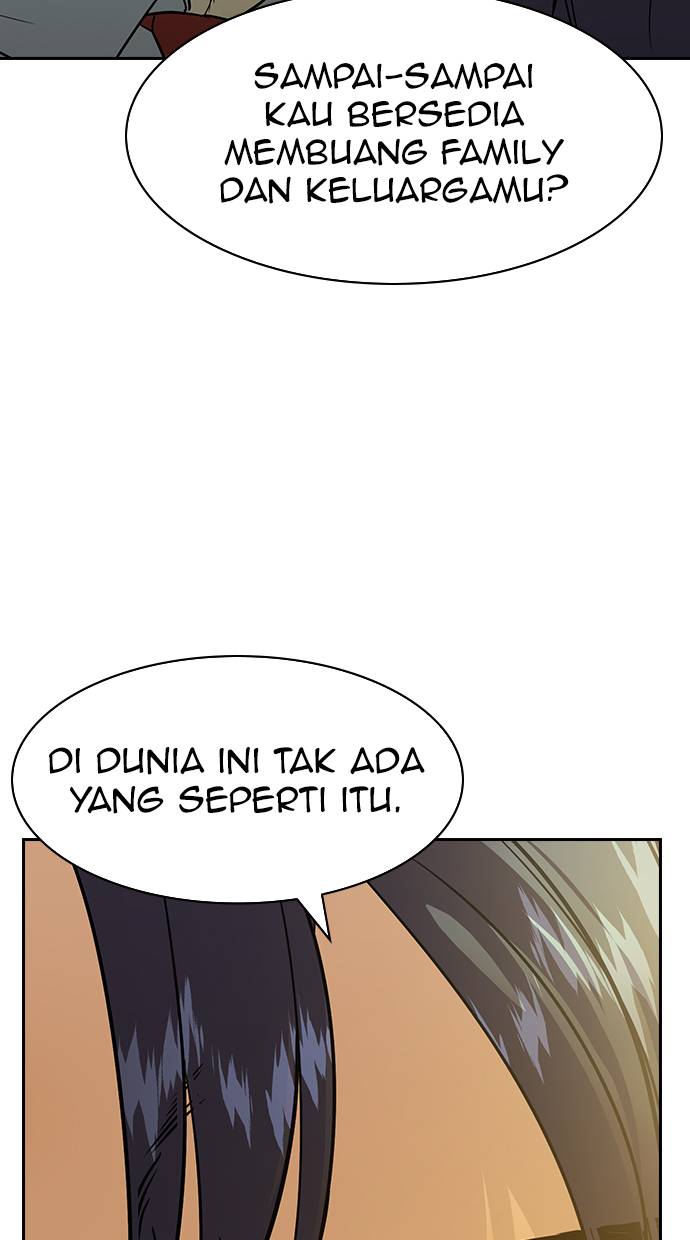 SAMPAI-SAMPAI
KAU BERSEDIA
MEMBUANG FAMILY
DAN KELUARGAMU?
DI DUNIA INI TAK ADA
YANG SEPERTI ITU.